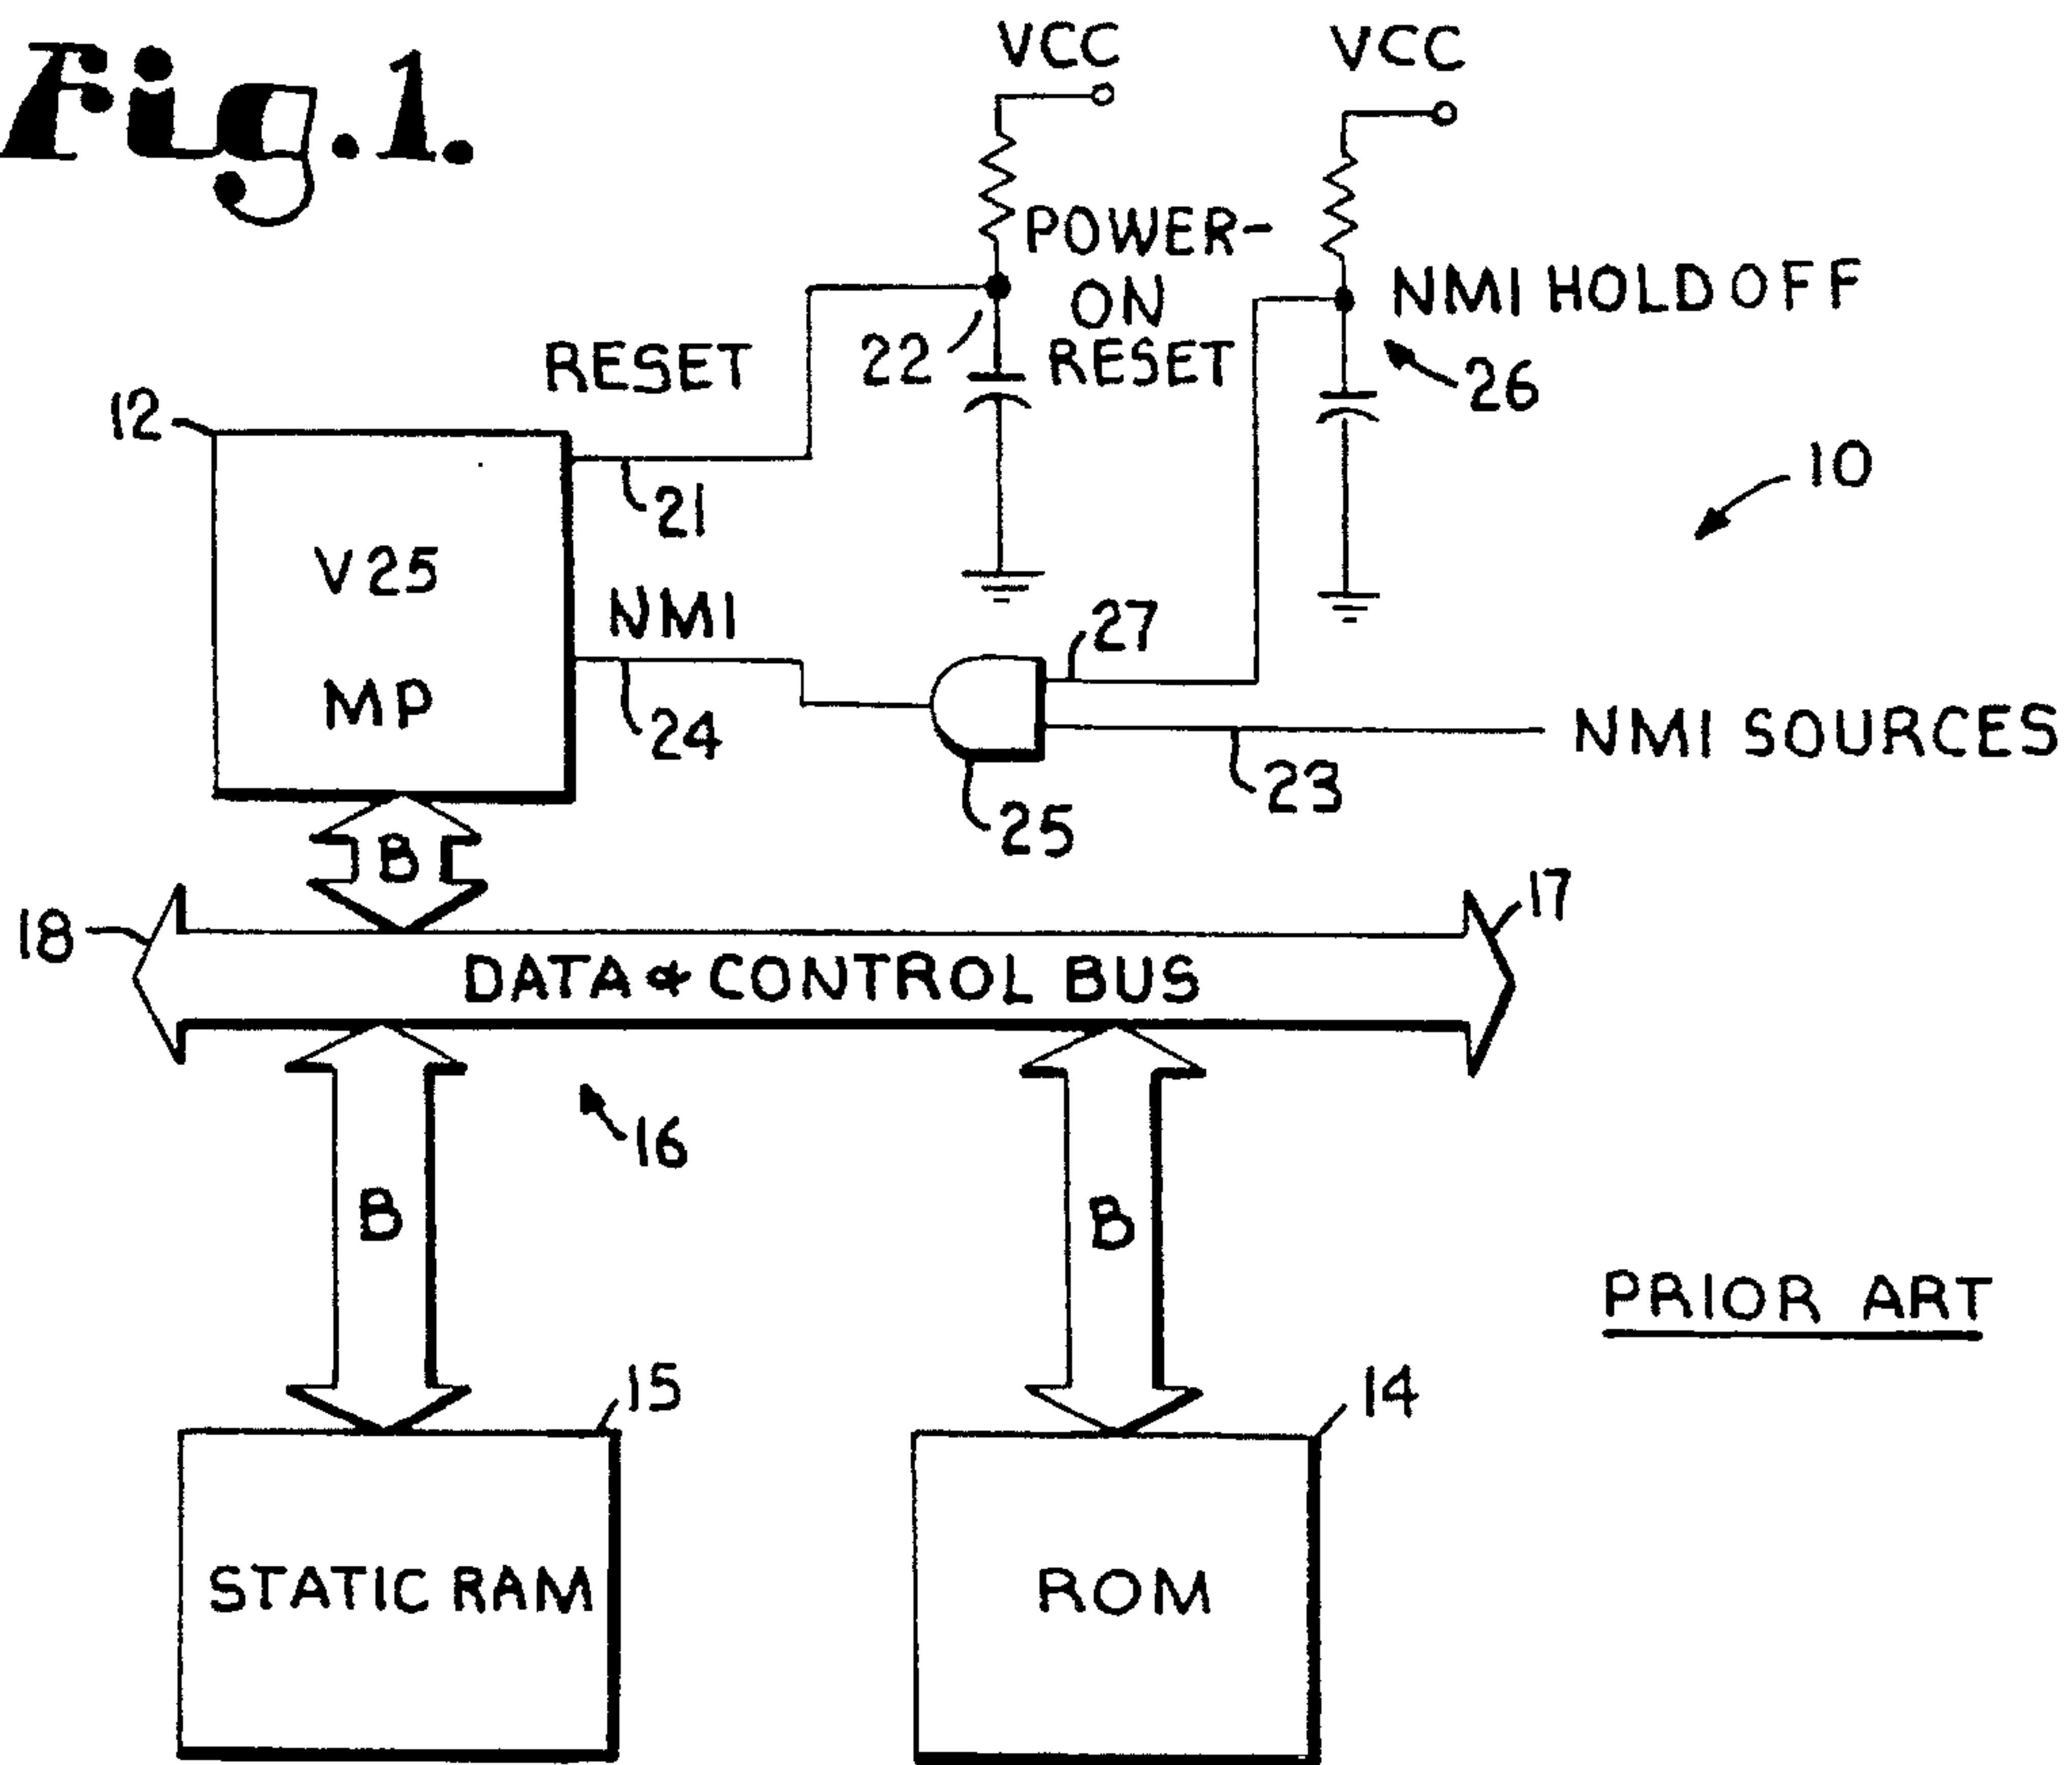 Fig.1.
VCC
VCC
POWER-
ON
RESET
NMI HOLD OFF
22
26
RESET
12
10
21
V25
MP
NMI
27
24
NMI SOURCES
23
25
B
18
17
DATA & CONTROL BUS
16
B
B
PRIOR ART
15
14
STATIC RAM
ROM